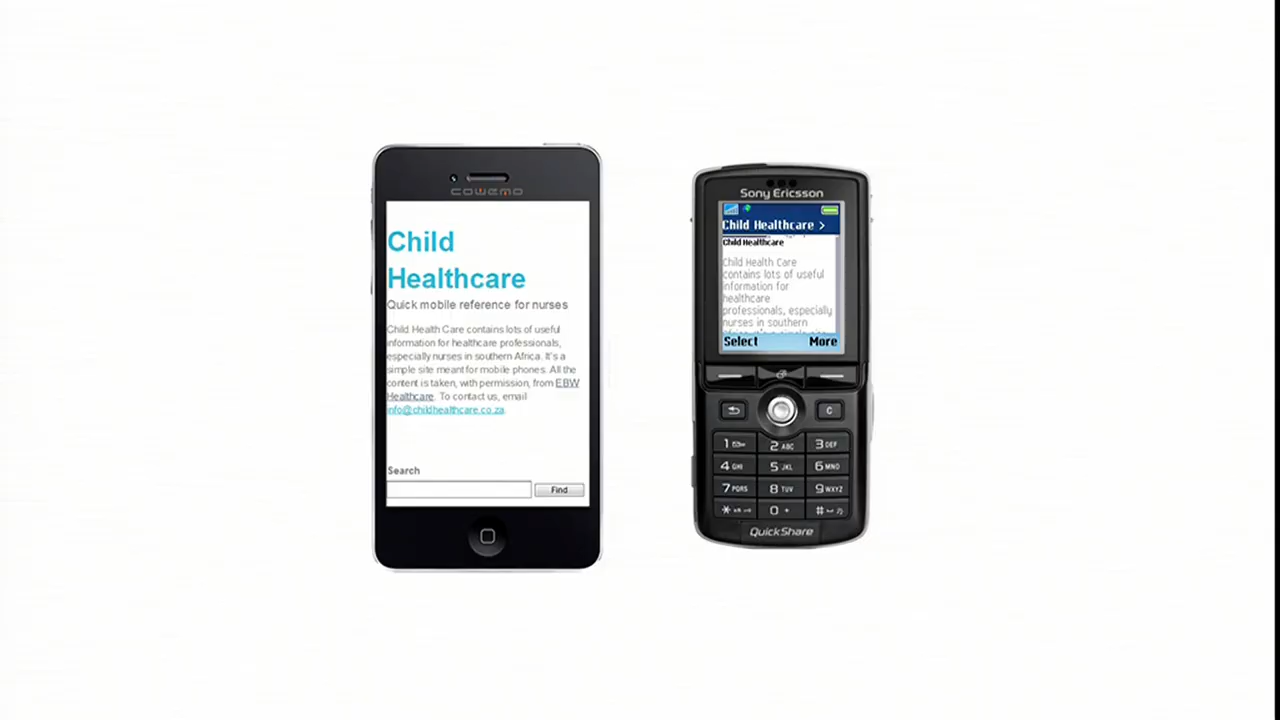 cowemo
Child
Healthcare
Quick mobile reference for nurses
Child Health Care contains lots of useful
information for healthcare professionals,
especially nurses in southern Africa. It's a
simple site meant for mobile phones. All the
content is taken, with permission, from EBW
Healthcare. To contact us, email
info@childhealthcare.co.za.
Search
Find
Sony Ericsson
Child Healthcare >
Child Healthcare
Child Health Care
contains lots of useful
information for
healthcare
professionals, especially
nurses in southern
Select More
C
1 2 ABC 3 DEF
4 GHI 5 JKL 6 MNO
7 PQRS 8 TUV 9 WXYZ
* 0 + #
QuickShare